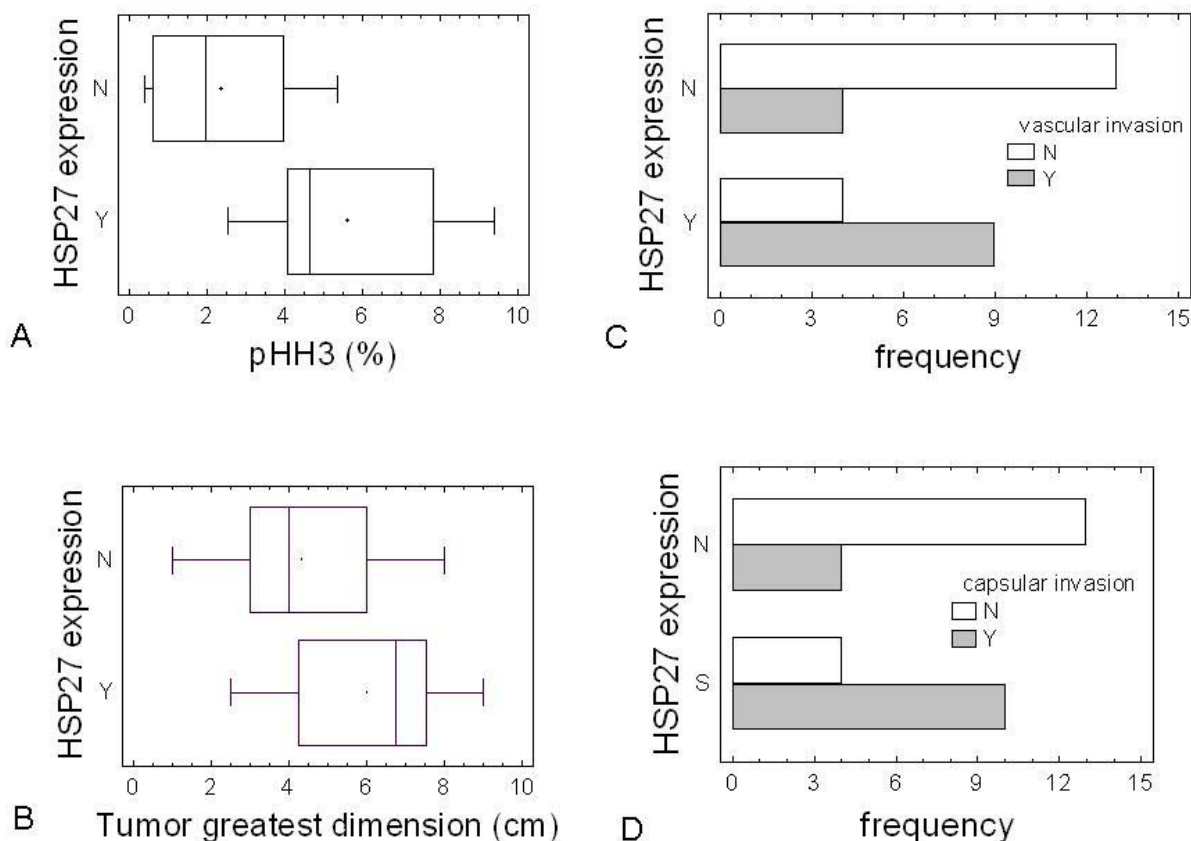 HSP27 expression
N
Y
0 2 4 6 8 10
pHH3 (%)
A
HSP27 expression
N
Y
vascular invasion
N
Y
0 3 6 9 12 15
frequency
C
HSP27 expression
N
Y
0 2 4 6 8 10
Tumor greatest dimension (cm)
B
HSP27 expression
N
S
capsular invasion
N
Y
0 3 6 9 12 15
frequency
D